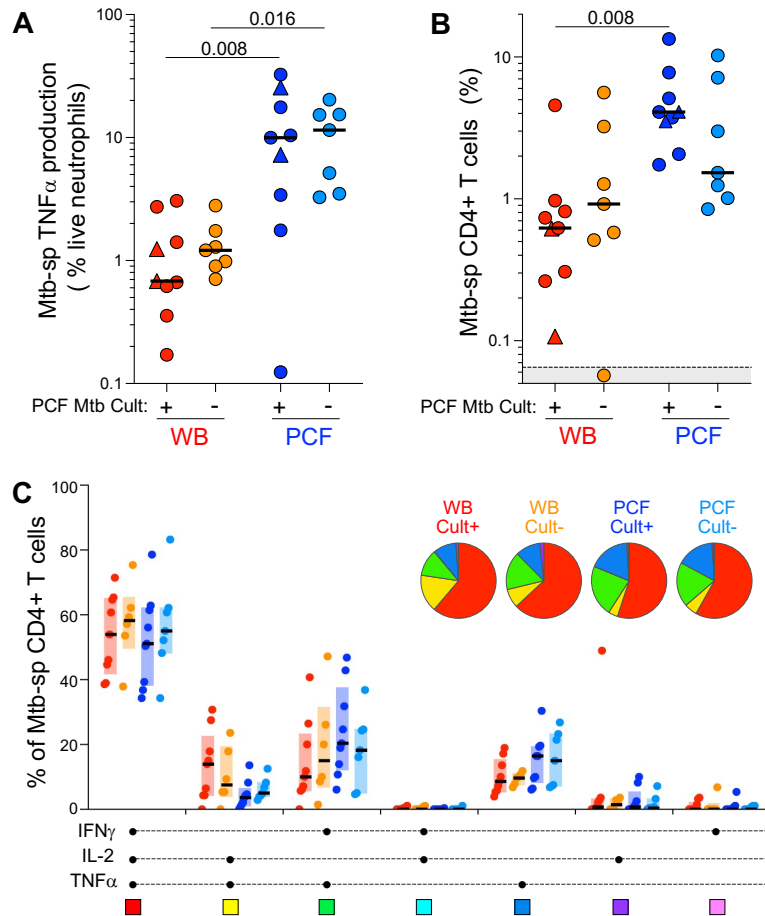 A
Mtb-sp TNFα production
( % live neutrophils)
100
10
1
0.1
0.016
0.008
PCF Mtb Cult: + - + -
WB PCF
B
Mtb-sp CD4+ T cells (%)
10
1
0.1
0.008
PCF Mtb Cult: + - + -
WB PCF
C
% of Mtb-sp CD4+ T cells
100
80
60
40
20
0
WB PCF
WB WB PCF PCF
Cult+ Cult- Cult+ Cult-
IFNγ
IL-2
TNFα